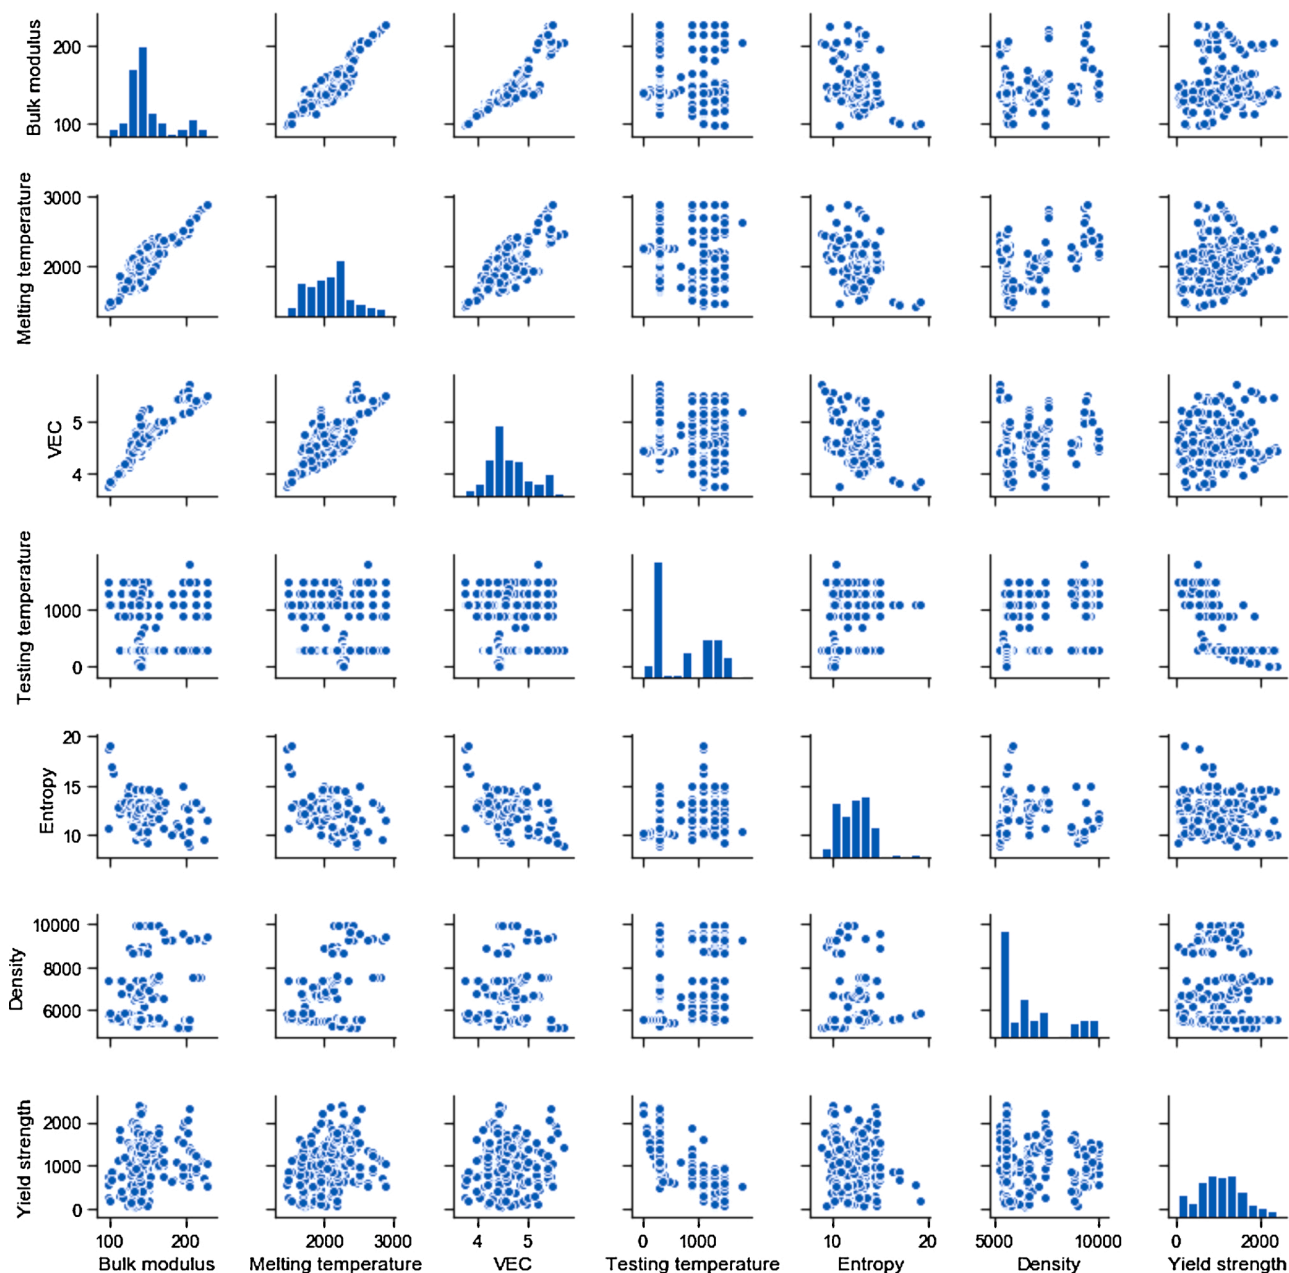 Bulk modulus
200
100
Melting temperature
3000
2000
VEC
5
4
Testing temperature
1000
0
Entropy
20
15
10
Density
10000
8000
6000
Yield strength
2000
1000
0
100 200 2000 3000 4 5 0 1000 10 20 5000 10000 0 2000
Bulk modulus Melting temperature VEC Testing temperature Entropy Density Yield strength